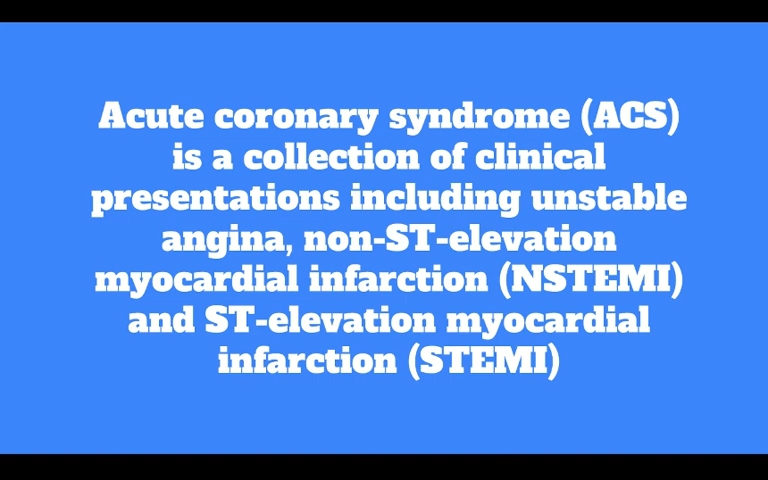 Acute coronary syndrome (ACS)
is a collection of clinical
presentations including unstable
angina, non-ST-elevation
myocardial infarction (NSTEMI)
and ST-elevation myocardial
infarction (STEMI)